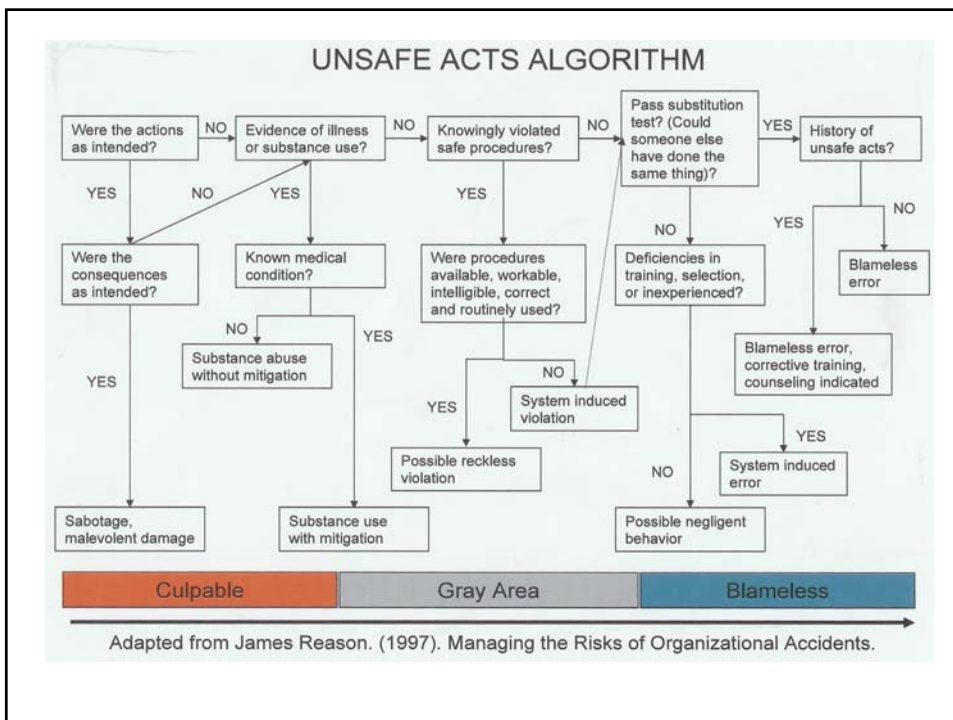 UNSAFE ACTS ALGORITHM
Were the actions
as intended?
NO
Evidence of illness
or substance use?
NO
Knowingly violated
safe procedures?
NO
Pass substitution
test? (Could
someone else
have done the
same thing)?
YES
History of
unsafe acts?
YES
NO
YES
YES
NO
YES
NO
Were the
consequences
as intended?
Known medical
condition?
Were procedures
available, workable,
intelligible, correct
and routinely used?
Deficiencies in
training, selection,
or inexperienced?
Blameless
error
NO
YES
Substance abuse
without mitigation
YES
YES
NO
System induced
violation
Blameless error,
corrective training,
counseling indicated
Possible reckless
violation
NO
YES
System induced
error
Sabotage,
malevolent damage
Substance use
with mitigation
Possible negligent
behavior
Culpable
Gray Area
Blameless
Adapted from James Reason. (1997). Managing the Risks of Organizational Accidents.